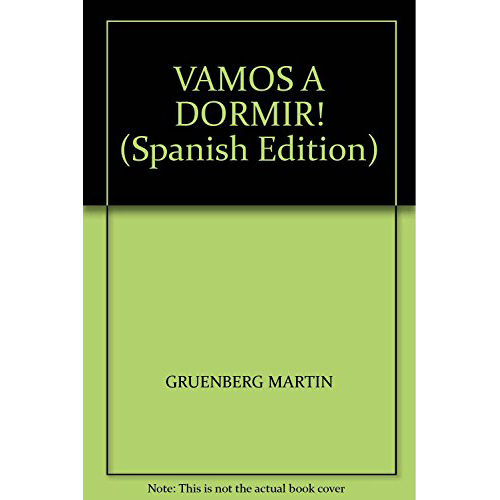 VAMOS A
DORMIR!
(Spanish Edition)
GRUENBERG MARTIN
Note: This is not the actual book cover